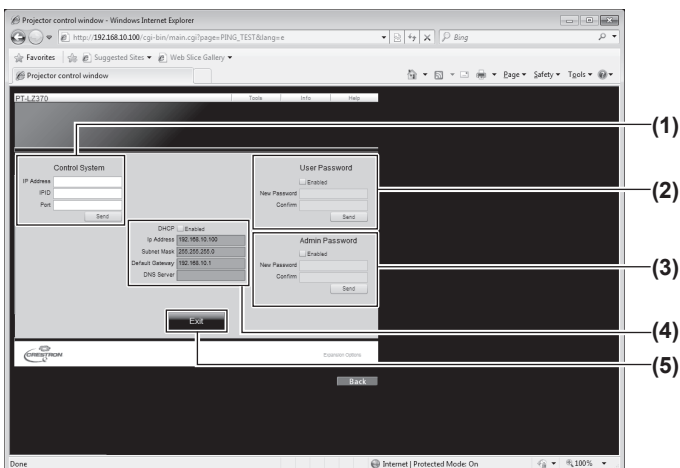 Projector control window - Windows Internet Explorer
http://192.168.10.100/cgi-bin/main.cgi?page=PING_TEST&lang=e
Bing
Favorites Suggested Sites Web Slice Gallery
Projector control window
Page Safety Tools
PT-LZ370 Tools Info Help
(1)
Control System
IP Address
IPID
Port
Send
User Password
Enabled
New Password
Confirm
Send
(2)
DHCP Enabled
Ip Address 192.168.10.100
Subnet Mask 255.255.255.0
Default Gateway 192.168.10.1
DNS Server
Admin Password
Enabled
New Password
Confirm
Send
(3)
Exit
(4)
CRESTRON
Expansion Options
(5)
Back
Done Internet | Protected Mode: On 100%